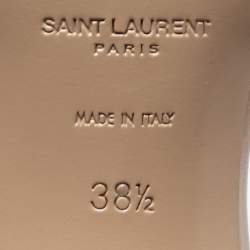 SAINT LAURENT
PARIS
MADE IN ITALY
38½